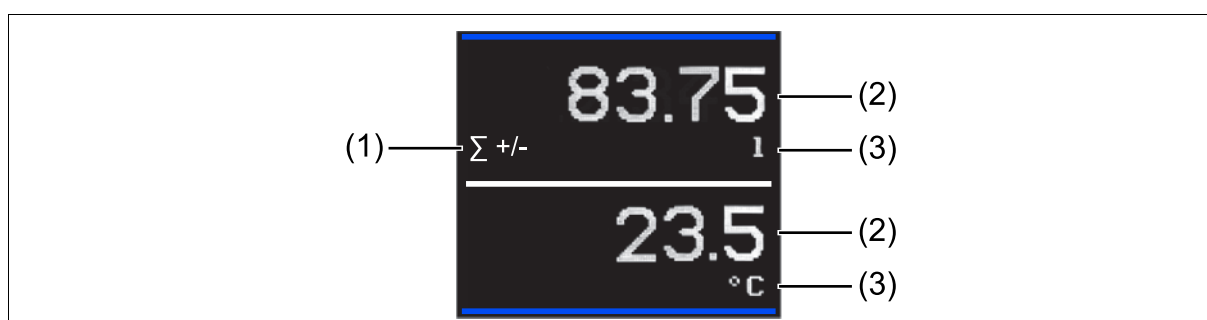 83.75 (2)
(1) ∑ +/- l (3)
23.5 (2)
°C (3)